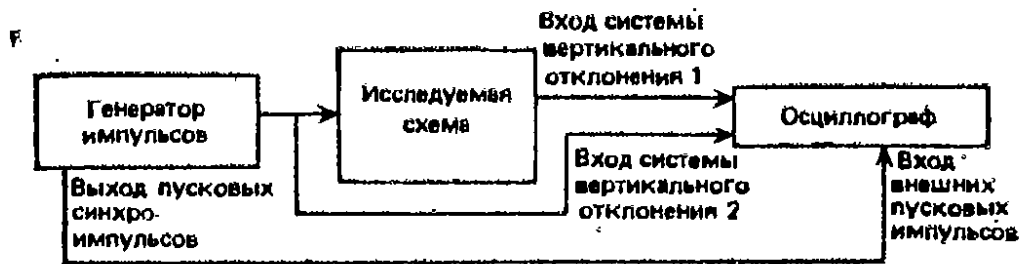 Генератор
импульсов
Исследуемая
схема
Вход системы
вертикального
отклонения 1
Осциллограф
Вход системы
вертикального
отклонения 2
Выход пусковых
синхро-
импульсов
Вход
внешних
пусковых
импульсов